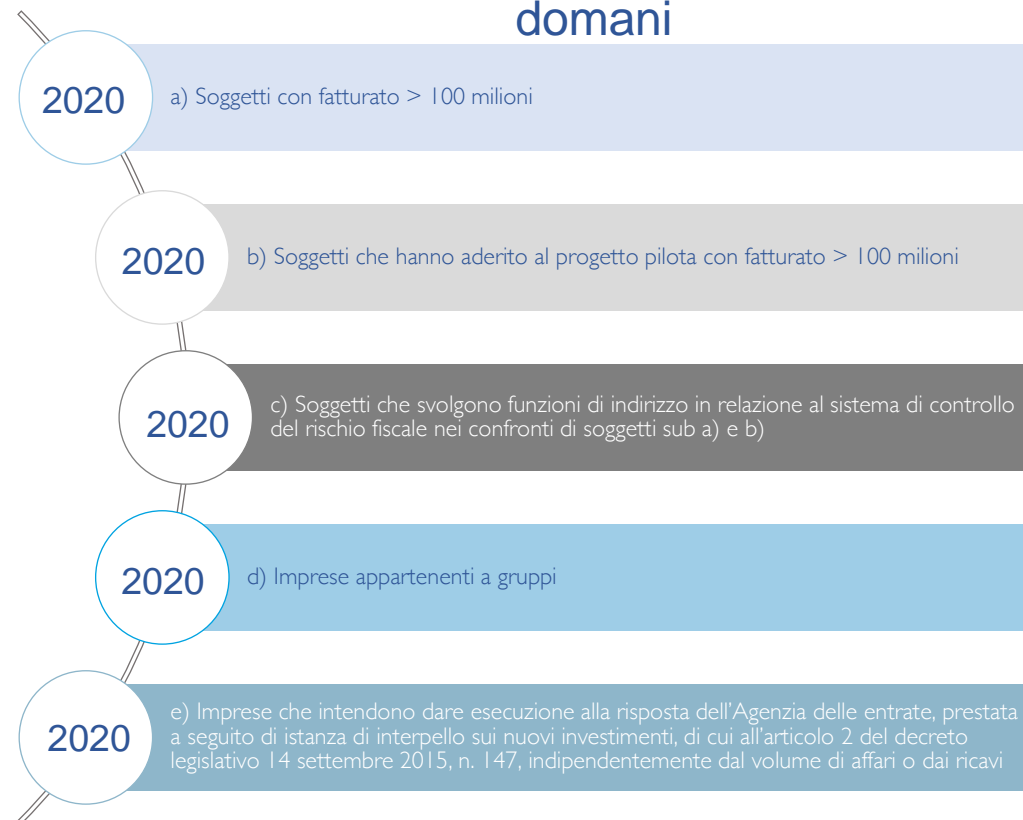 domani
2020
a) Soggetti con fatturato > 100 milioni
2020
b) Soggetti che hanno aderito al progetto pilota con fatturato > 100 milioni
2020
c) Soggetti che svolgono funzioni di indirizzo in relazione al sistema di controllo
del rischio fiscale nei confronti di soggetti sub a) e b)
2020
d) Imprese appartenenti a gruppi
2020
e) Imprese che intendono dare esecuzione alla risposta dell'Agenzia delle entrate, prestata
a seguito di istanza di interpello sui nuovi investimenti, di cui all'articolo 2 del decreto
legislativo 14 settembre 2015, n. 147, indipendentemente dal volume di affari o dai ricavi